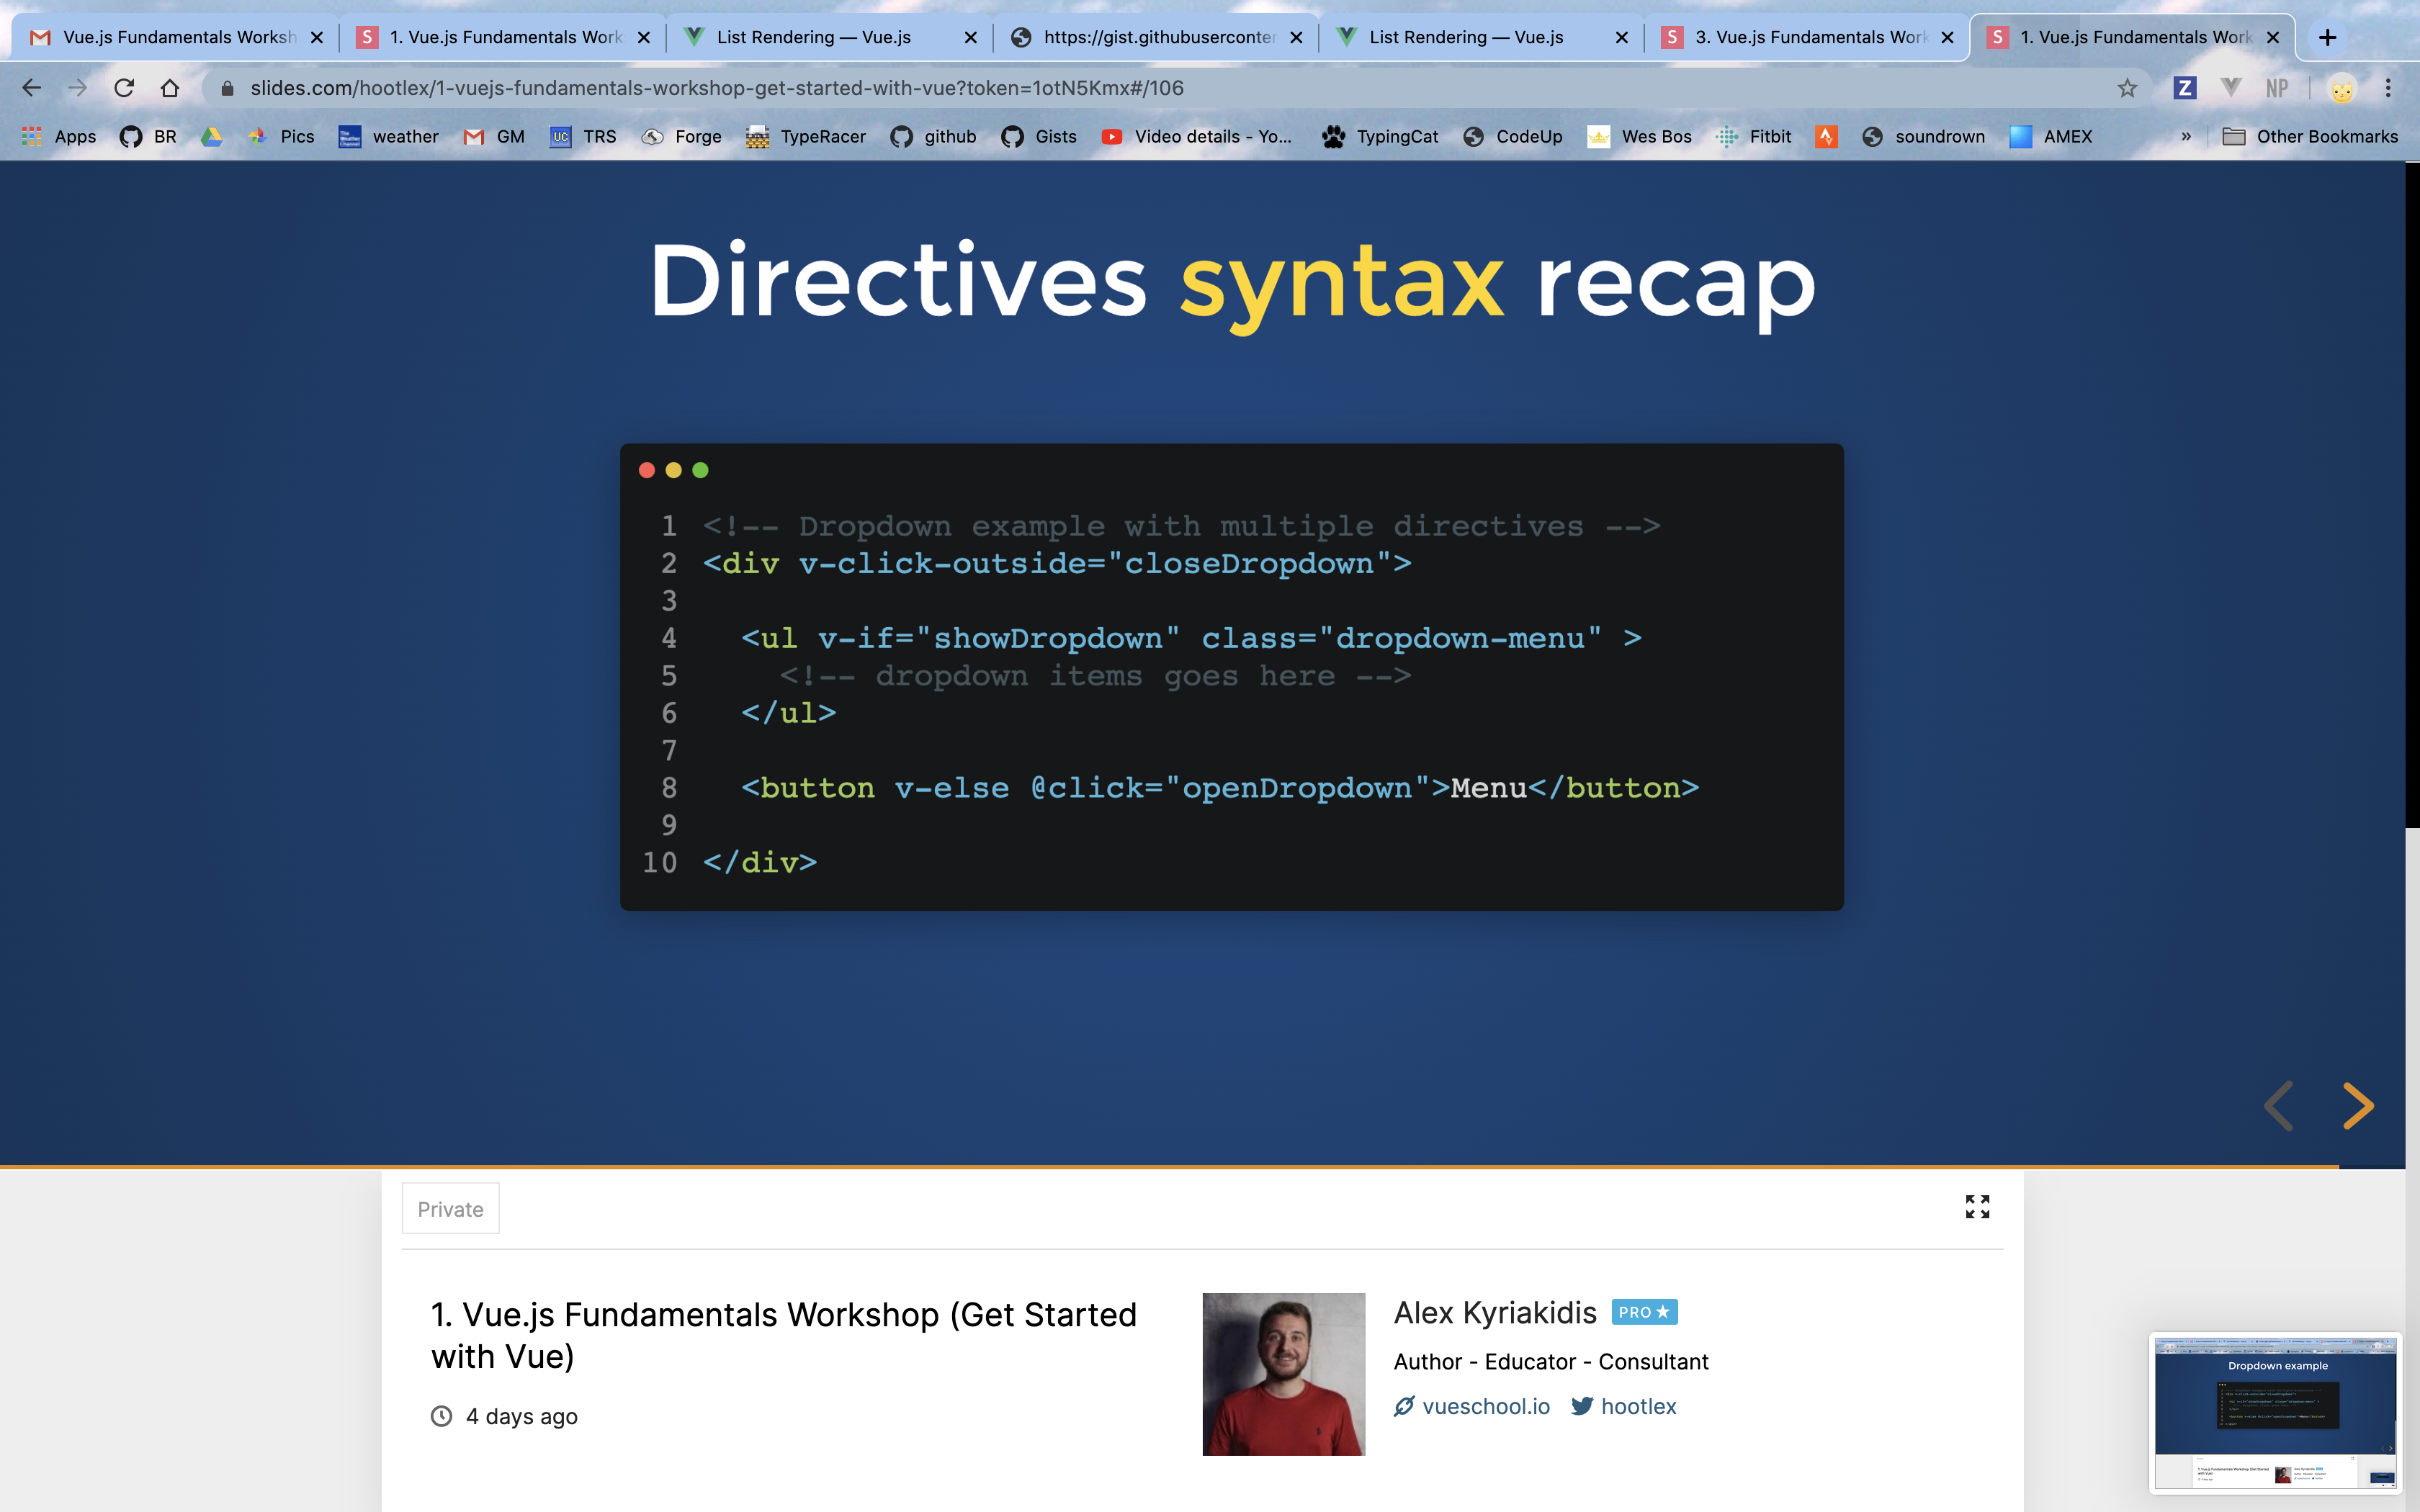 Vue.js Fundamentals Worksh
1. Vue.js Fundamentals Work
List Rendering — Vue.js
https://gist.githubuserconten
List Rendering — Vue.js
3. Vue.js Fundamentals Work
1. Vue.js Fundamentals Work
slides.com/hootlex/1-vuejs-fundamentals-workshop-get-started-with-vue?token=1otN5Kmx#/106
Z
NP
Apps
BR
Pics
weather
GM
UC
TRS
Forge
TypeRacer
github
Gists
Video details - Yo...
TypingCat
CodeUp
Wes Bos
Fitbit
soundrown
AMEX
»
Other Bookmarks
Directives syntax recap
1 <!-- Dropdown example with multiple directives -->
2 <div v-click-outside="closeDropdown">
3
4 <ul v-if="showDropdown" class="dropdown-menu" >
5 <!-- dropdown items goes here -->
6 </ul>
7
8 <button v-else @click="openDropdown">Menu</button>
9
10 </div>
Private
1. Vue.js Fundamentals Workshop (Get Started
with Vue)
4 days ago
Alex Kyriakidis PRO
Author - Educator - Consultant
vueschool.io hootlex
Dropdown example